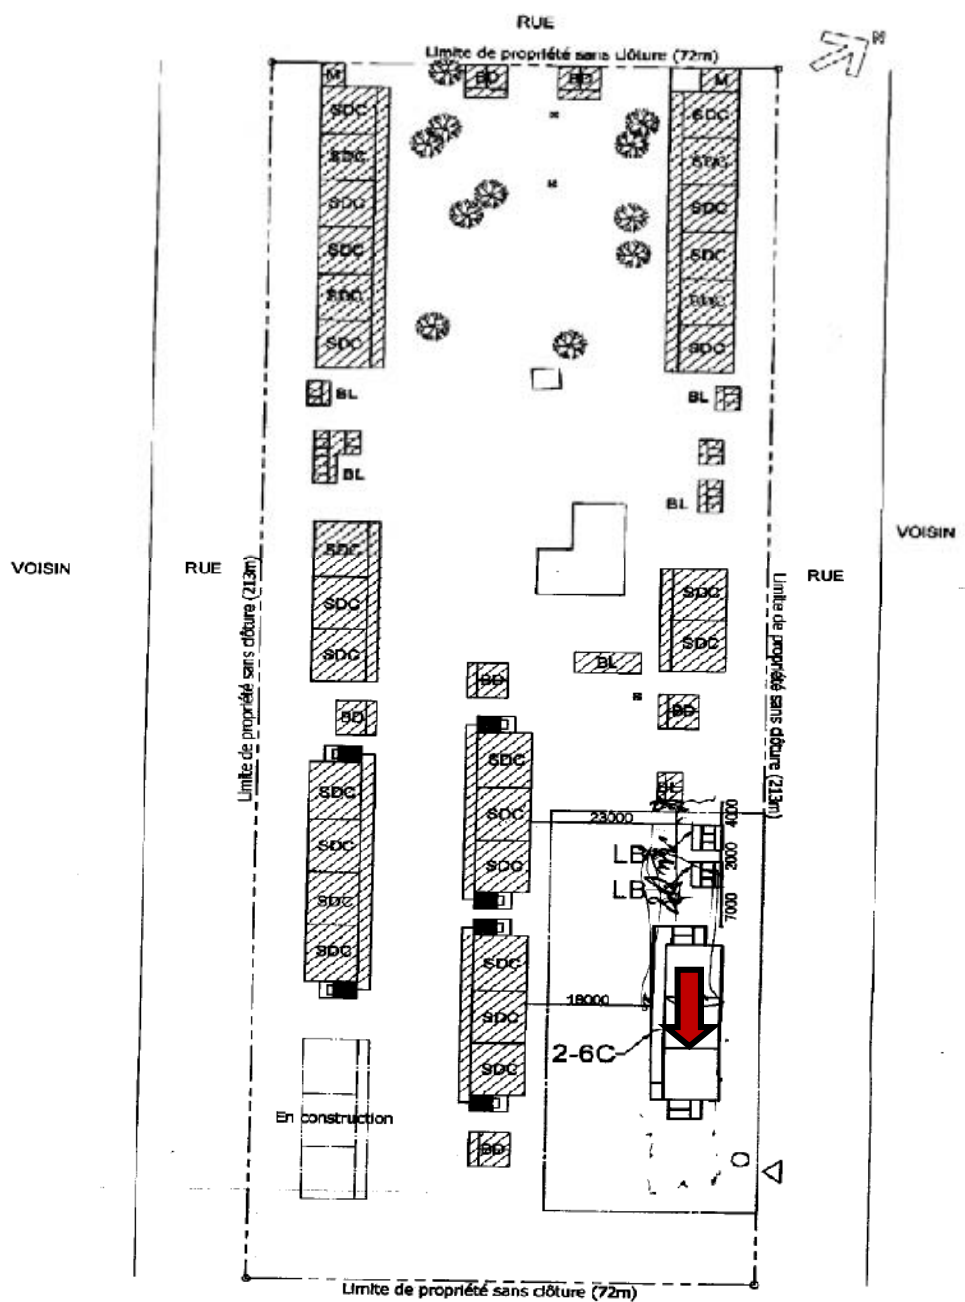 RUE
N
Limite de propriété sans clôture (72m)
M
BD
BD
M
SDC
SDC
SDC
SDC
SDC
SDC
SDC
SDC
SDC
SDC
SDC
BL
BL
BL
BL
VOISIN
RUE
Limite de propriété sans clôture (213m)
SDC
SDC
SDC
SDC
SDC
Limite de propriété sans clôture (213m)
RUE
VOISIN
BL
BD
BD
BD
SDC
SDC
SDC
SDC
SDC
SDC
SDC
BL
23000
4000
2000
7000
LB
LB
SDC
SDC
SDC
18000
2-6C
En construction
BD
Limite de propriété sans clôture (72m)